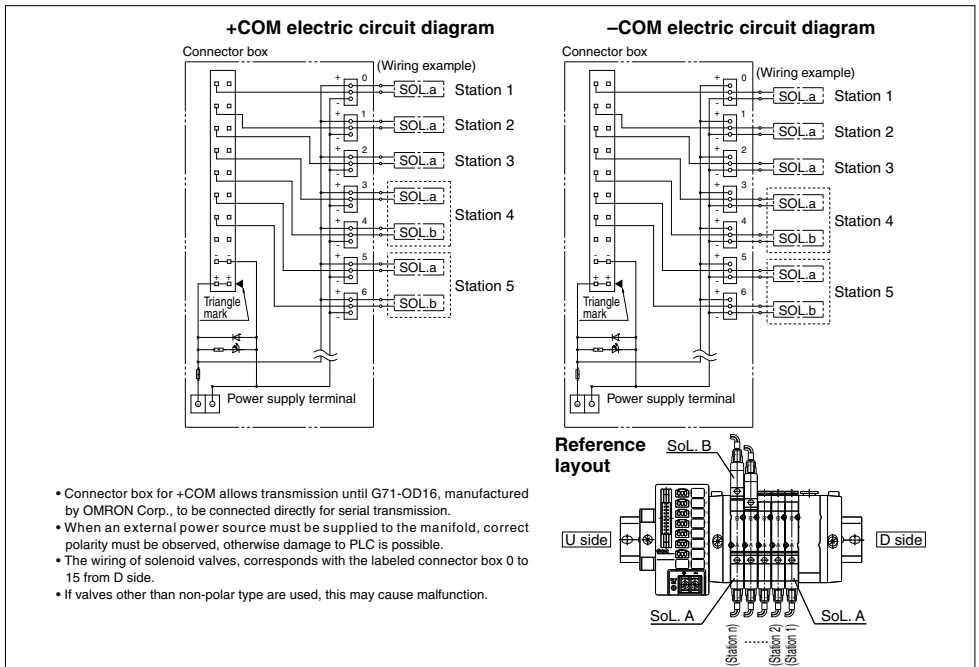 +COM electric circuit diagram
Connector box
(Wiring example)
+ 0
-
SOL.a Station 1
+ 1
-
SOL.a Station 2
+ 2
-
SOL.a Station 3
+ 3
-
SOL.a
Station 4
+ 4
-
SOL.b
+ 5
-
SOL.a
Station 5
+ 6
-
SOL.b
- -
+ +
Triangle
mark
Power supply terminal
–COM electric circuit diagram
Connector box
(Wiring example)
+ 0
-
SOL.a Station 1
+ 1
-
SOL.a Station 2
+ 2
-
SOL.a Station 3
+ 3
-
SOL.a
Station 4
+ 4
-
SOL.b
+ 5
-
SOL.a
Station 5
+ 6
-
SOL.b
- -
+ +
Triangle
mark
Power supply terminal
• Connector box for +COM allows transmission until G71-OD16, manufactured
by OMRON Corp., to be connected directly for serial transmission.
• When an external power source must be supplied to the manifold, correct
polarity must be observed, otherwise damage to PLC is possible.
• The wiring of solenoid valves, corresponds with the labeled connector box 0 to
15 from D side.
• If valves other than non-polar type are used, this may cause malfunction.
Reference
layout
SoL. B
U side
D side
SoL. A
SoL. A
(Station n)
......
(Station 2)
(Station 1)